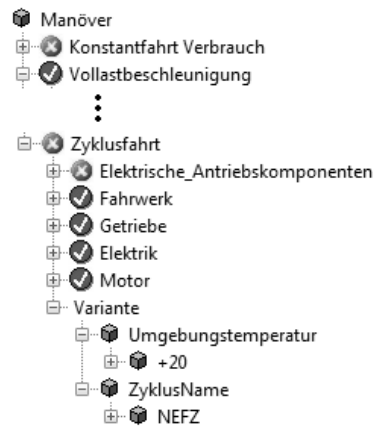 Manöver
Konstantfahrt Verbrauch
Vollastbeschleunigung
Zyklusfahrt
Elektrische_Antriebskomponenten
Fahrwerk
Getriebe
Elektrik
Motor
Variante
Umgebungstemperatur
+20
ZyklusName
NEFZ